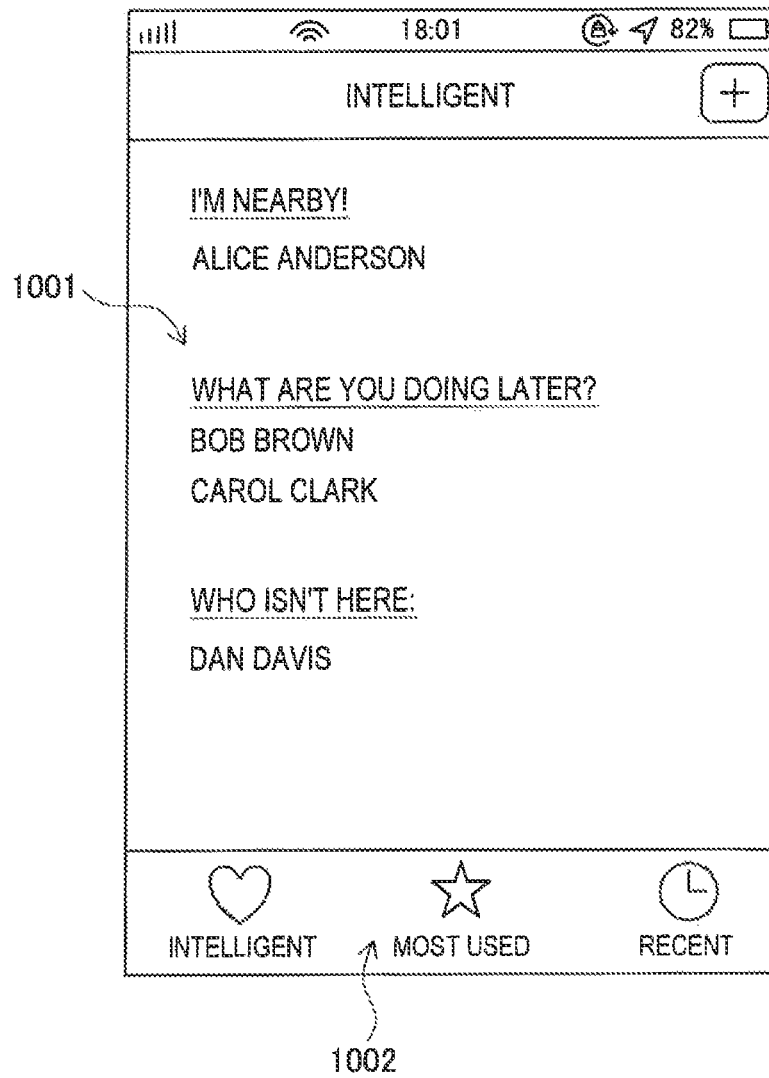 18:01 82%
INTELLIGENT +
I'M NEARBY!
ALICE ANDERSON
1001
WHAT ARE YOU DOING LATER?
BOB BROWN
CAROL CLARK
WHO ISN'T HERE:
DAN DAVIS
INTELLIGENT MOST USED RECENT
1002